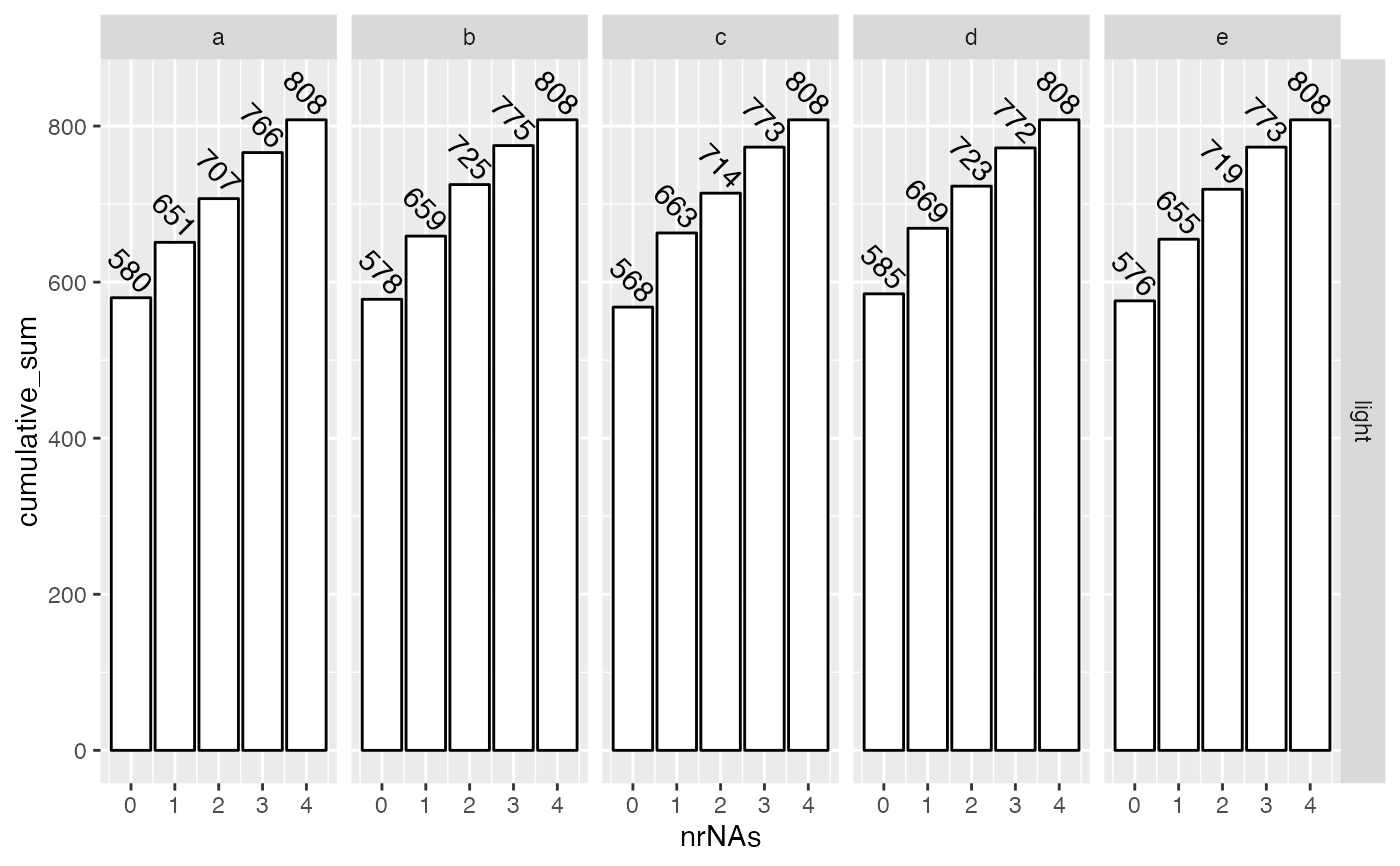 a b c d e
580 651 707 766 808
578 659 725 775 808
568 663 714 773 808
585 669 723 772 808
576 655 719 773 808
light
cumulative_sum
800
600
400
200
0
0 1 2 3 4 0 1 2 3 4 0 1 2 3 4 0 1 2 3 4 0 1 2 3 4
nrNAs